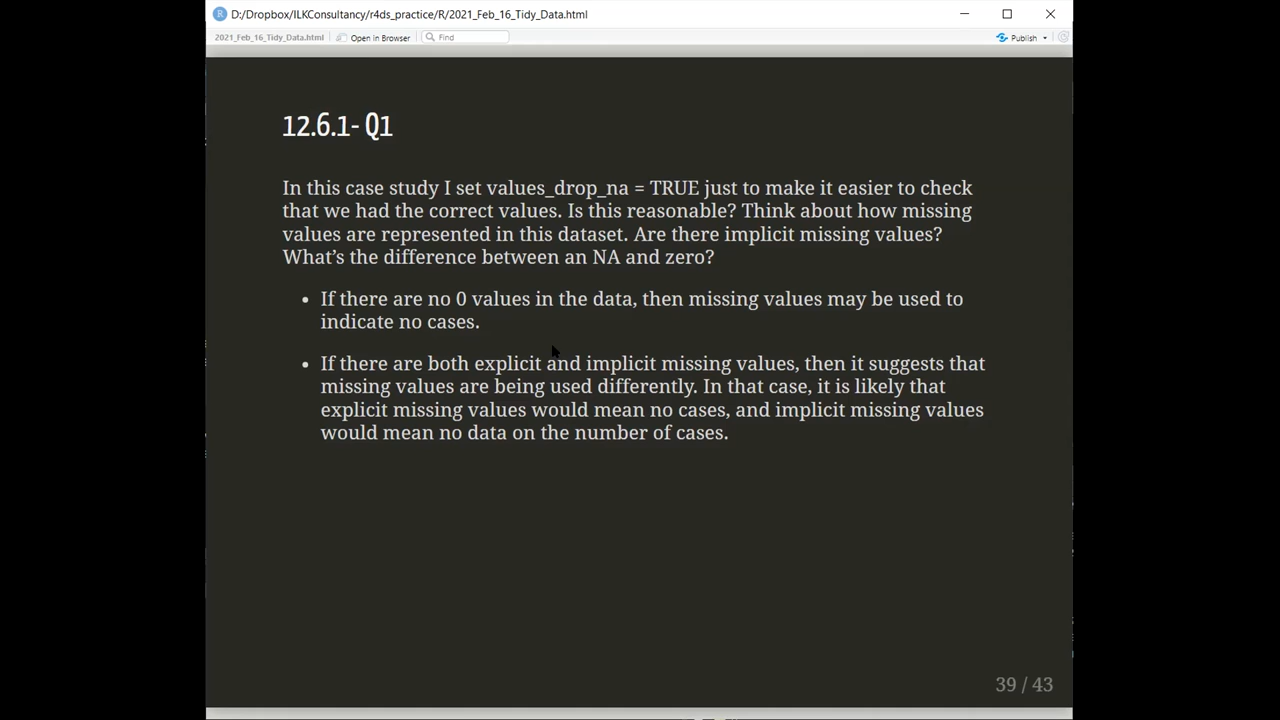 D:/Dropbox/ILKConsultancy/r4ds_practice/R/2021_Feb_16_Tidy_Data.html
2021_Feb_16_Tidy_Data.html Open in Browser Find Publish
12.6.1- Q1
In this case study I set values_drop_na = TRUE just to make it easier to check
that we had the correct values. Is this reasonable? Think about how missing
values are represented in this dataset. Are there implicit missing values?
What’s the difference between an NA and zero?
• If there are no 0 values in the data, then missing values may be used to
indicate no cases.
• If there are both explicit and implicit missing values, then it suggests that
missing values are being used differently. In that case, it is likely that
explicit missing values would mean no cases, and implicit missing values
would mean no data on the number of cases.
39 / 43